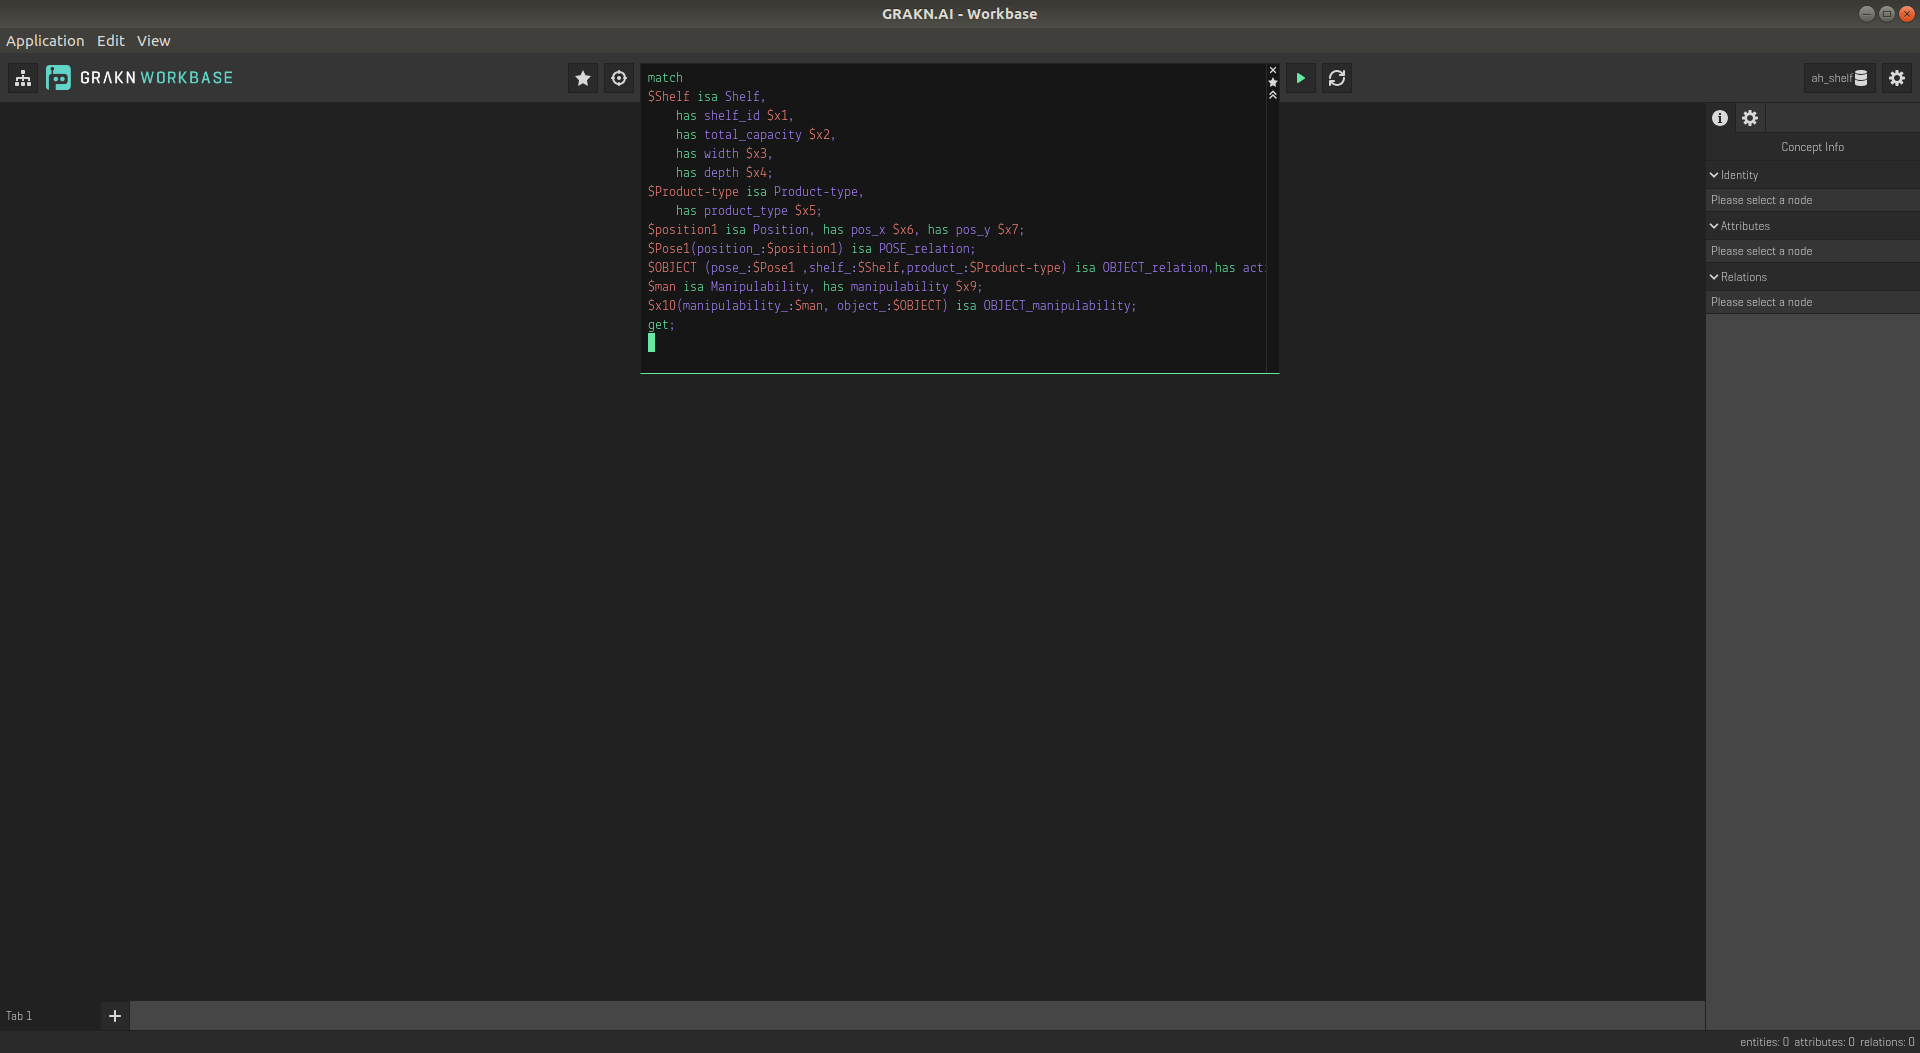 GRAKN.AI - Workbase
Application Edit View
GRAKN WORKBASE
ah_shelf
match
$Shelf isa Shelf,
has shelf_id $x1,
has total_capacity $x2,
has width $x3,
has depth $x4;
$Product-type isa Product-type,
has product_type $x5;
$position1 isa Position, has pos_x $x6, has pos_y $x7;
$Pose1(position_:$position1) isa POSE_relation;
$OBJECT (pose_:$Pose1 ,shelf_:$Shelf,product_:$Product-type) isa OBJECT_relation,has act
$man isa Manipulability, has manipulability $x9;
$x10(manipulability_:$man, object_:$OBJECT) isa OBJECT_manipulability;
get;
Concept Info
Identity
Please select a node
Attributes
Please select a node
Relations
Please select a node
Tab 1
entities: 0 attributes: 0 relations: 0